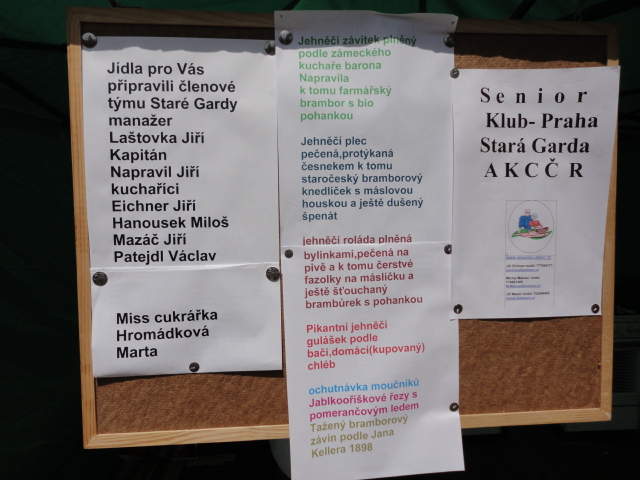 Jídla pro Vás
připravili členové
týmu Staré Gardy
manažer
Laštovka Jiří
Kapitán
Napravil Jiří
kuchaříci
Eichner Jiří
Hanousek Miloš
Mazáč Jiří
Patejdl Václav
Miss cukrářka
Hromádková
Marta
Jehněčí závitek plněný
podle zámeckého
kuchaře barona
Napravila
k tomu farmářský
brambor s bio
pohankou
Jehněčí plec
pečená,protýkaná
česnekem k tomu
staročeský bramborový
knedlíček s máslovou
houskou a ještě dušený
špenát
jehněčí roláda plněná
bylinkami,pečená na
pivě a k tomu čerstvé
fazolky na másličku a
ještě šťouchaný
brambůrek s pohankou
Pikantní jehněčí
gulášek podle
bači,domácí(kupovaný)
chléb
ochutnávka moučníků
Jablkooříškové řezy s
pomerančovým ledem
Tažený bramborový
závin podle Jana
Kellera 1898
Senior
Klub- Praha
Stará Garda
AKCČR